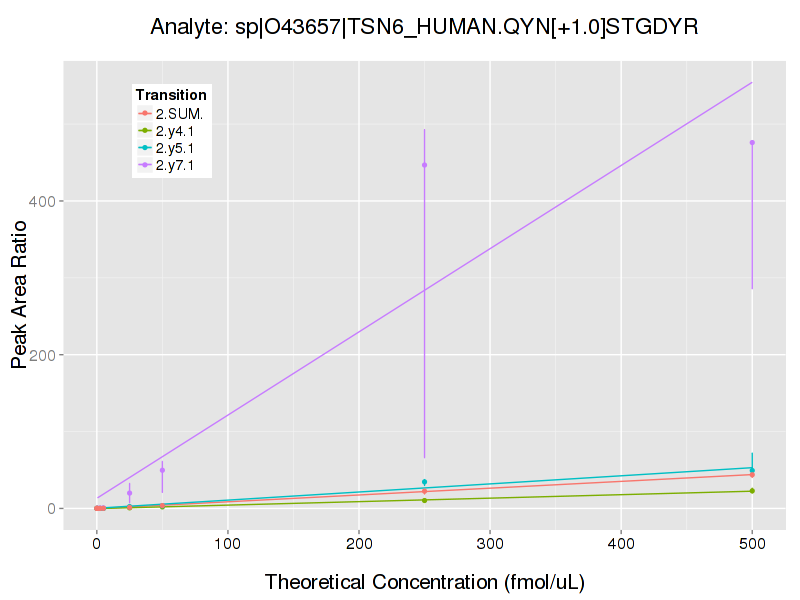 Analyte: sp|O43657|TSN6_HUMAN.QYN[+1.0]STGDYR
Transition
2.SUM.
2.y4.1
2.y5.1
2.y7.1
Peak Area Ratio
400
200
0
0 100 200 300 400 500
Theoretical Concentration (fmol/uL)